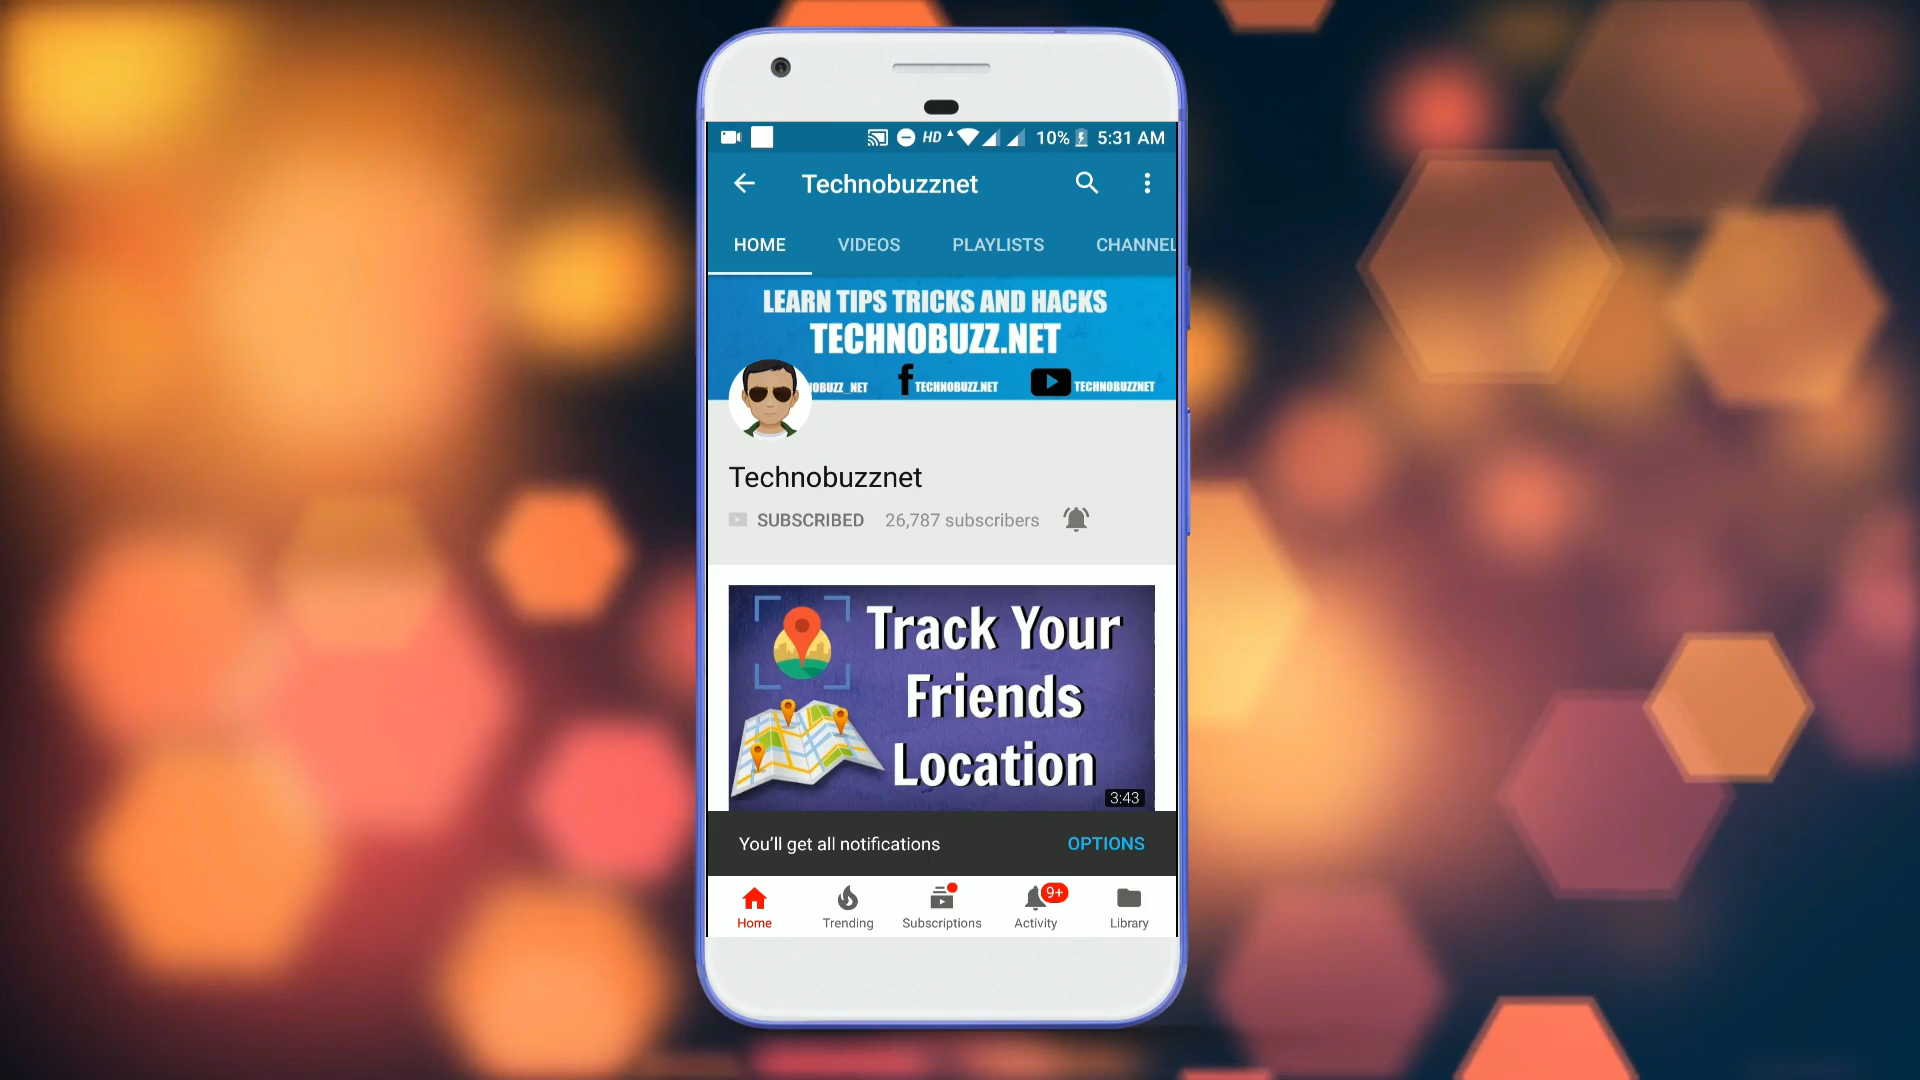 HD 10% 5:31 AM
Technobuzznet
HOME VIDEOS PLAYLISTS CHANNEL
LEARN TIPS TRICKS AND HACKS
TECHNOBUZZ.NET
OBUZZ_NET TECHNOBUZZ.NET TECHNOBUZZNET
Technobuzznet
SUBSCRIBED 26,787 subscribers
Track Your
Friends
Location
3:43
You'll get all notifications OPTIONS
9+
Home Trending Subscriptions Activity Library